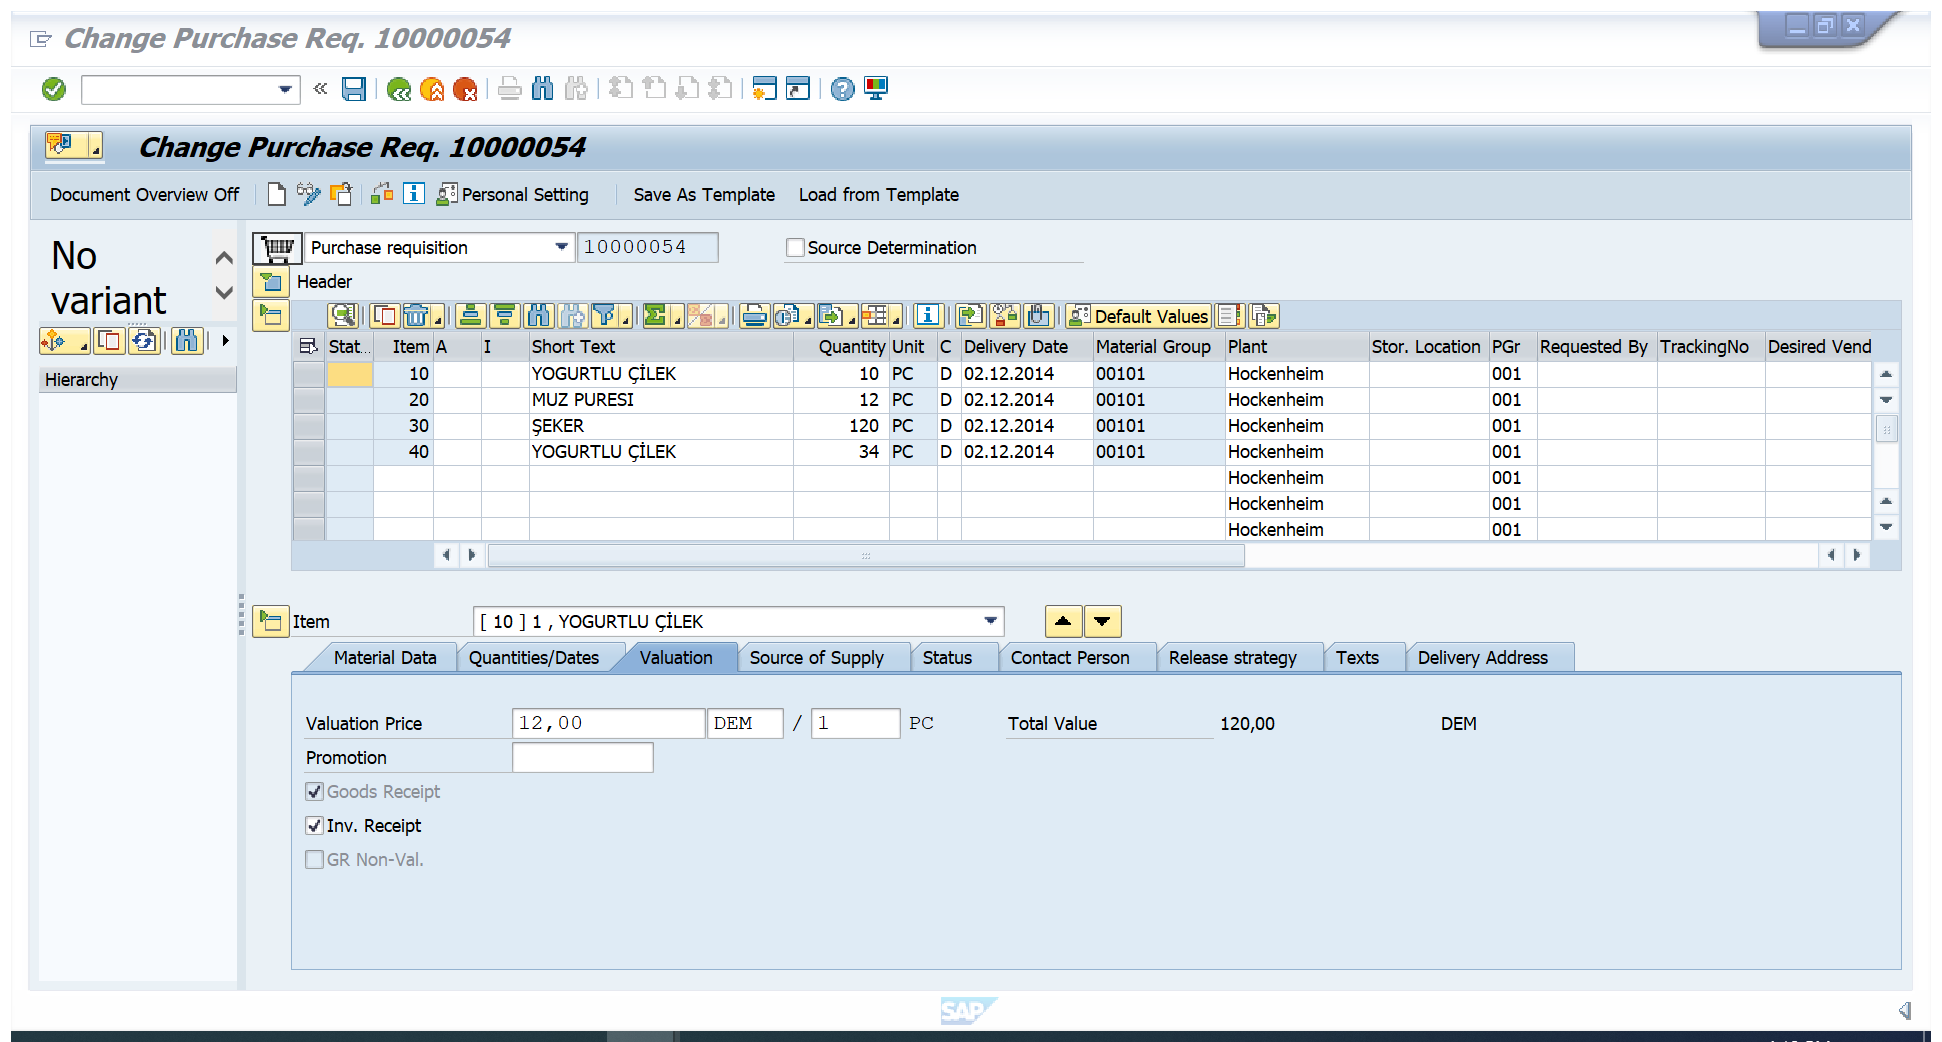 Change Purchase Req. 10000054
Change Purchase Req. 10000054
Document Overview Off Personal Setting Save As Template Load from Template
No variant
Hierarchy
Purchase requisition 10000054 Source Determination
Header
Default Values
Stat... Item A I Short Text Quantity Unit C Delivery Date Material Group Plant Stor. Location PGr Requested By TrackingNo Desired Vend
10 YOGURTLU ÇİLEK 10 PC D 02.12.2014 00101 Hockenheim 001
20 MUZ PURESI 12 PC D 02.12.2014 00101 Hockenheim 001
30 ŞEKER 120 PC D 02.12.2014 00101 Hockenheim 001
40 YOGURTLU ÇİLEK 34 PC D 02.12.2014 00101 Hockenheim 001
Hockenheim 001
Hockenheim 001
Hockenheim 001
Item [ 10 ] 1 , YOGURTLU ÇİLEK
Material Data Quantities/Dates Valuation Source of Supply Status Contact Person Release strategy Texts Delivery Address
Valuation Price 12,00 DEM / 1 PC Total Value 120,00 DEM
Promotion
Goods Receipt
Inv. Receipt
GR Non-Val.
SAP